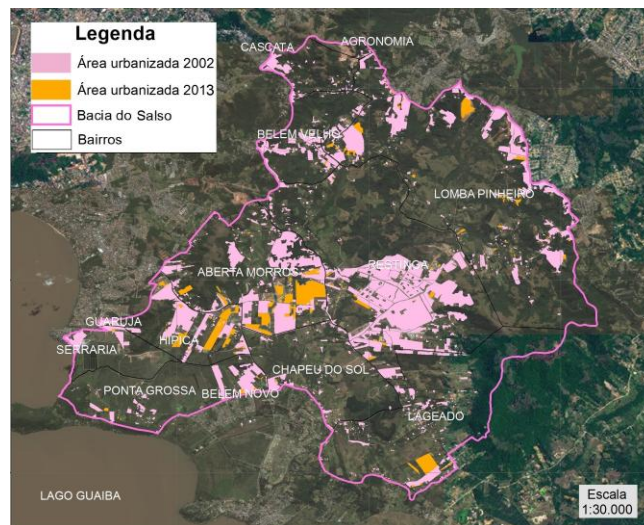 Legenda
Área urbanizada 2002
Área urbanizada 2013
Bacia do Salso
Bairros
CASCATA
AGRONOMIA
BELEM VELHO
LOMBA PINHEIRO
ABERTA MORROS
RESTINGA
GUARUJA
SERRARIA
HIPICA
CHAPEU DO SOL
PONTA GROSSA
BELEM NOVO
LAGEADO
LAGO GUAIBA
Escala
1:30.000